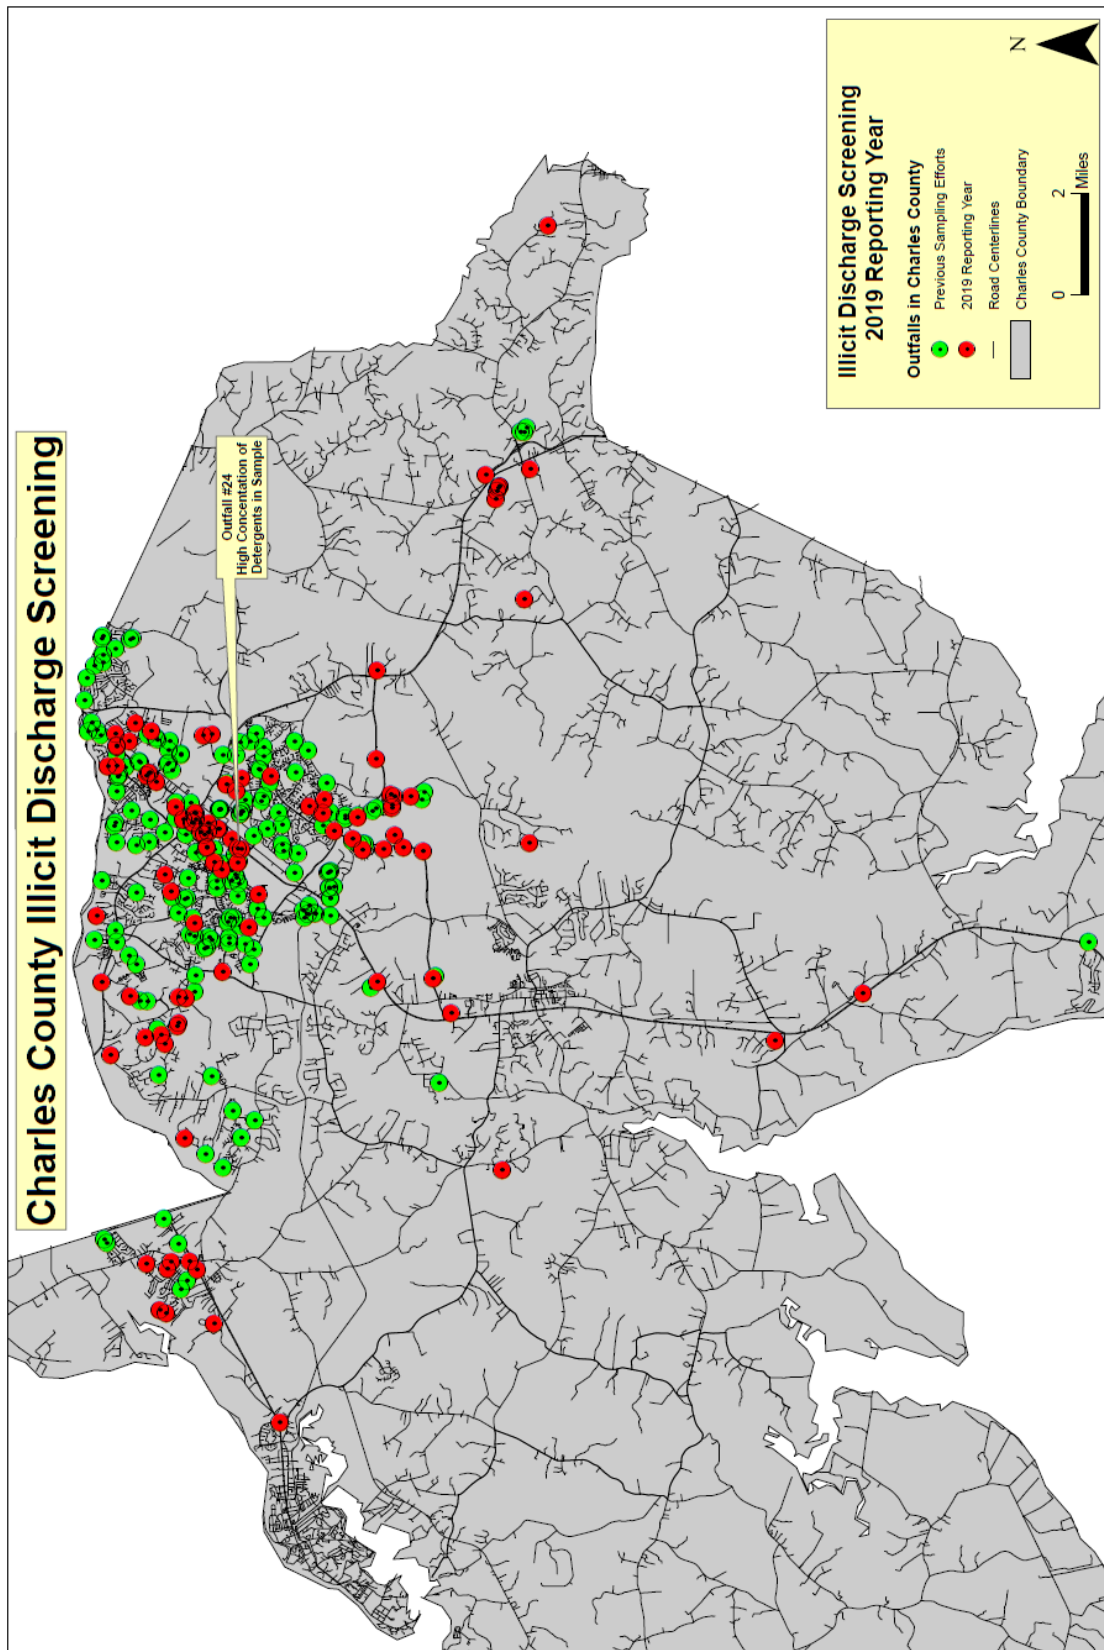 Charles County Illicit Discharge Screening
Outfall #24
High Concentation of
Detergents in Sample
Illicit Discharge Screening
2019 Reporting Year
Outfalls in Charles County
Previous Sampling Efforts
2019 Reporting Year
Road Centerlines
Charles County Boundary
0 2
Miles
N